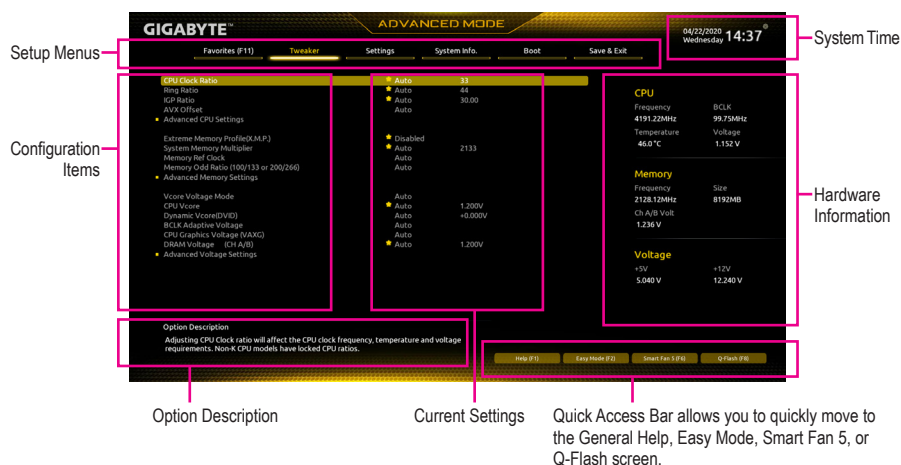 GIGABYTE™
ADVANCED MODE
04/22/2020
Wednesday
14:37
System Time
Setup Menus
Favorites (F11) Tweaker Settings System Info. Boot Save & Exit
CPU Clock Ratio Auto 33
Ring Ratio Auto 44
IGP Ratio Auto 30.00
AVX Offset Auto
Advanced CPU Settings
Extreme Memory Profile(X.M.P.) Disabled
System Memory Multiplier Auto 2133
Memory Ref Clock Auto
Memory Odd Ratio (100/133 or 200/266) Auto
Advanced Memory Settings
Vcore Voltage Mode Auto
CPU Vcore Auto 1.200V
Dynamic Vcore(DVID) Auto +0.000V
BCLK Adaptive Voltage Auto
CPU Graphics Voltage (VAXG) Auto
DRAM Voltage (CH A/B) Auto 1.200V
Advanced Voltage Settings
Configuration
Items
CPU
Frequency BCLK
4191.22MHz 99.75MHz
Temperature Voltage
46.0°C 1.152 V
Memory
Frequency Size
2128.12MHz 8192MB
Ch A/B Volt
1.236 V
Voltage
+5V +12V
5.040 V 12.240 V
Hardware
Information
Option Description
Adjusting CPU Clock ratio will affect the CPU clock frequency, temperature and voltage
requirements. Non-K CPU models have locked CPU ratios.
Help (F1) Easy Mode (F2) Smart Fan 5 (F6) Q-Flash (F8)
Option Description
Current Settings
Quick Access Bar allows you to quickly move to
the General Help, Easy Mode, Smart Fan 5, or
Q-Flash screen.